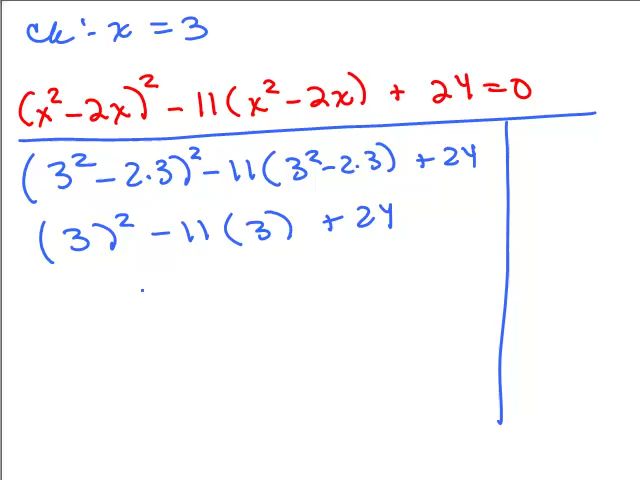 ck: x = 3
(x² - 2x)² - 11(x² - 2x) + 24 = 0
(3² - 2·3)² - 11(3² - 2·3) + 24
(3)² - 11(3) + 24